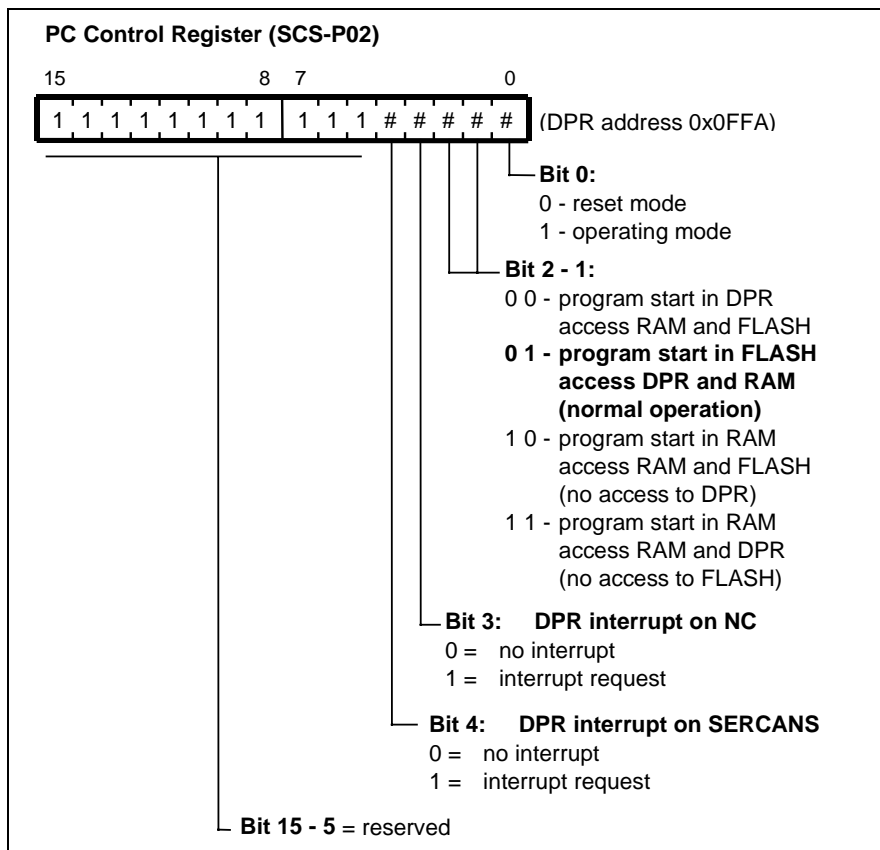 PC Control Register (SCS-P02)
15 8 7 0
1 1 1 1 1 1 1 1 1 1 1 # # # # # (DPR address 0x0FFA)
Bit 0:
0 - reset mode
1 - operating mode
Bit 2 - 1:
0 0 - program start in DPR
access RAM and FLASH
0 1 - program start in FLASH
access DPR and RAM
(normal operation)
1 0 - program start in RAM
access RAM and FLASH
(no access to DPR)
1 1 - program start in RAM
access RAM and DPR
(no access to FLASH)
Bit 3: DPR interrupt on NC
0 = no interrupt
1 = interrupt request
Bit 4: DPR interrupt on SERCANS
0 = no interrupt
1 = interrupt request
Bit 15 - 5 = reserved